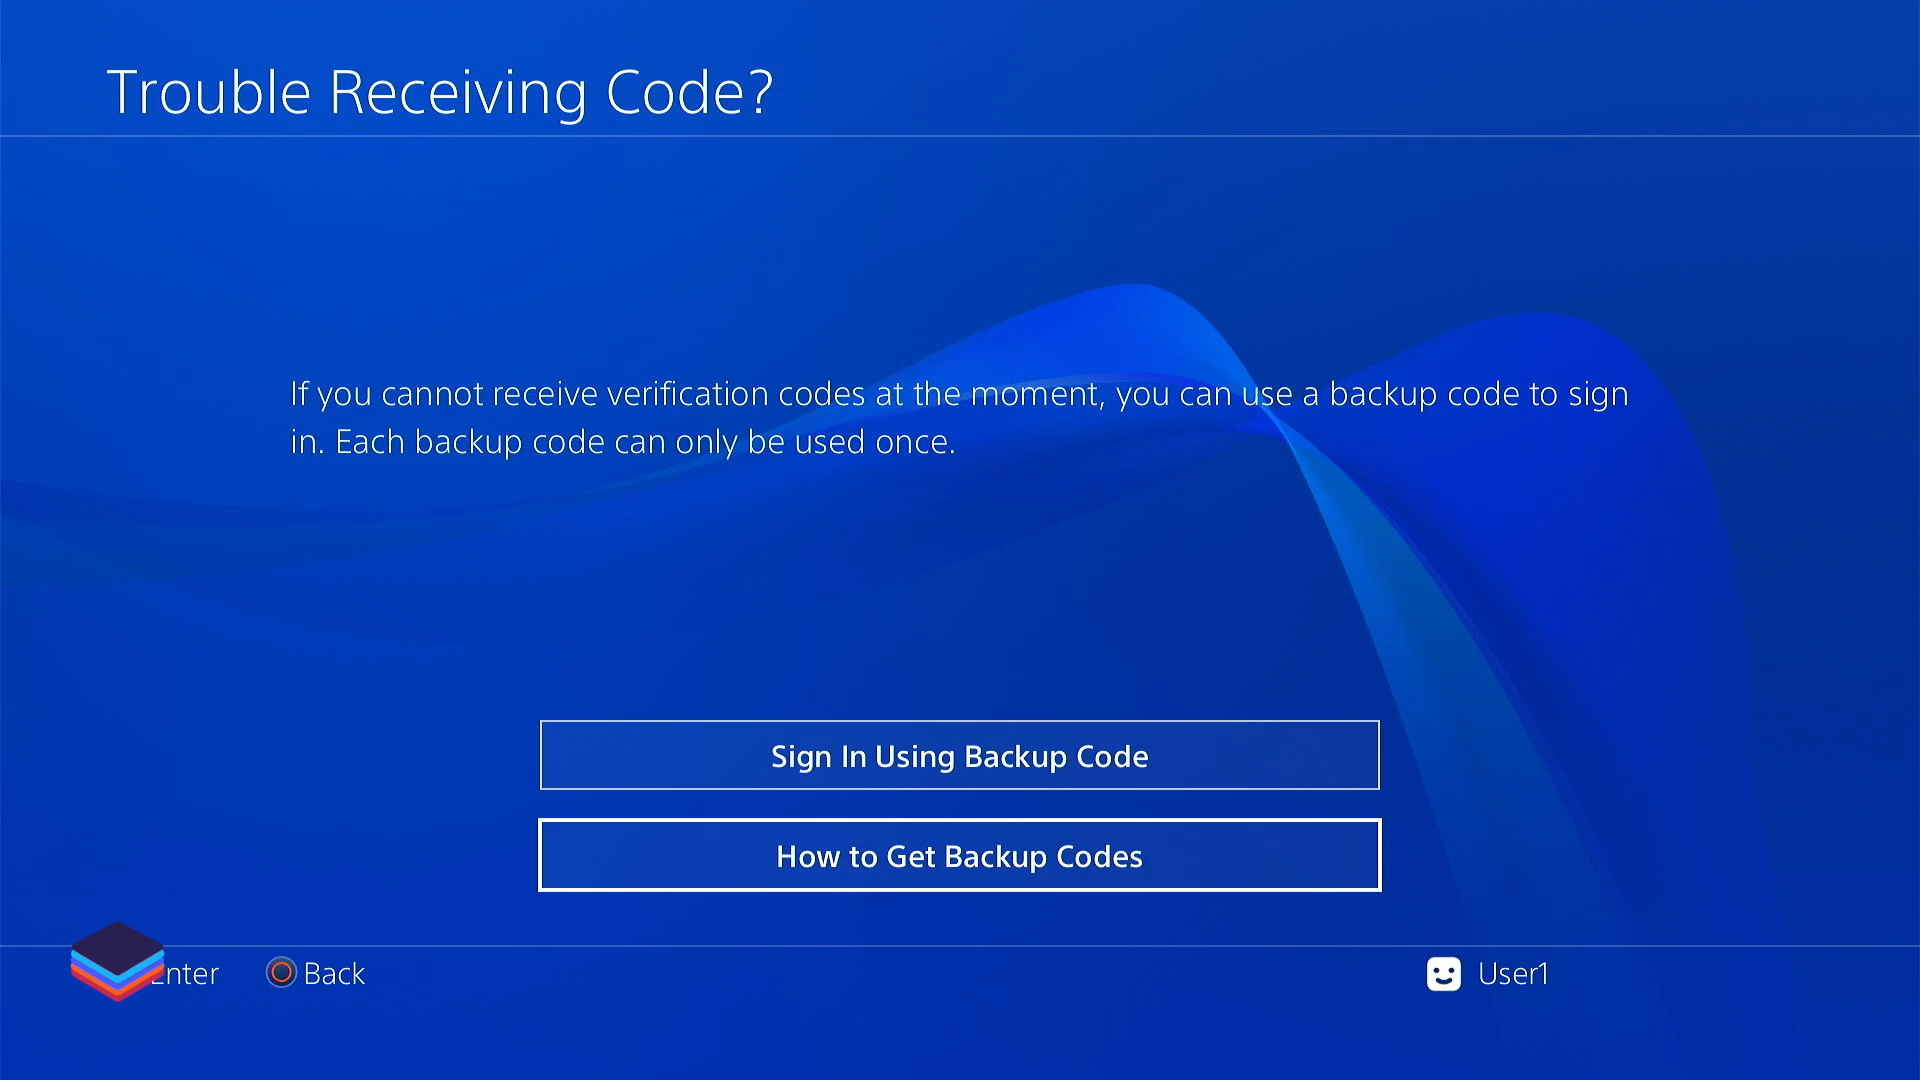 Trouble Receiving Code?
If you cannot receive verification codes at the moment, you can use a backup code to sign
in. Each backup code can only be used once.
Sign In Using Backup Code
How to Get Backup Codes
Enter Back User1